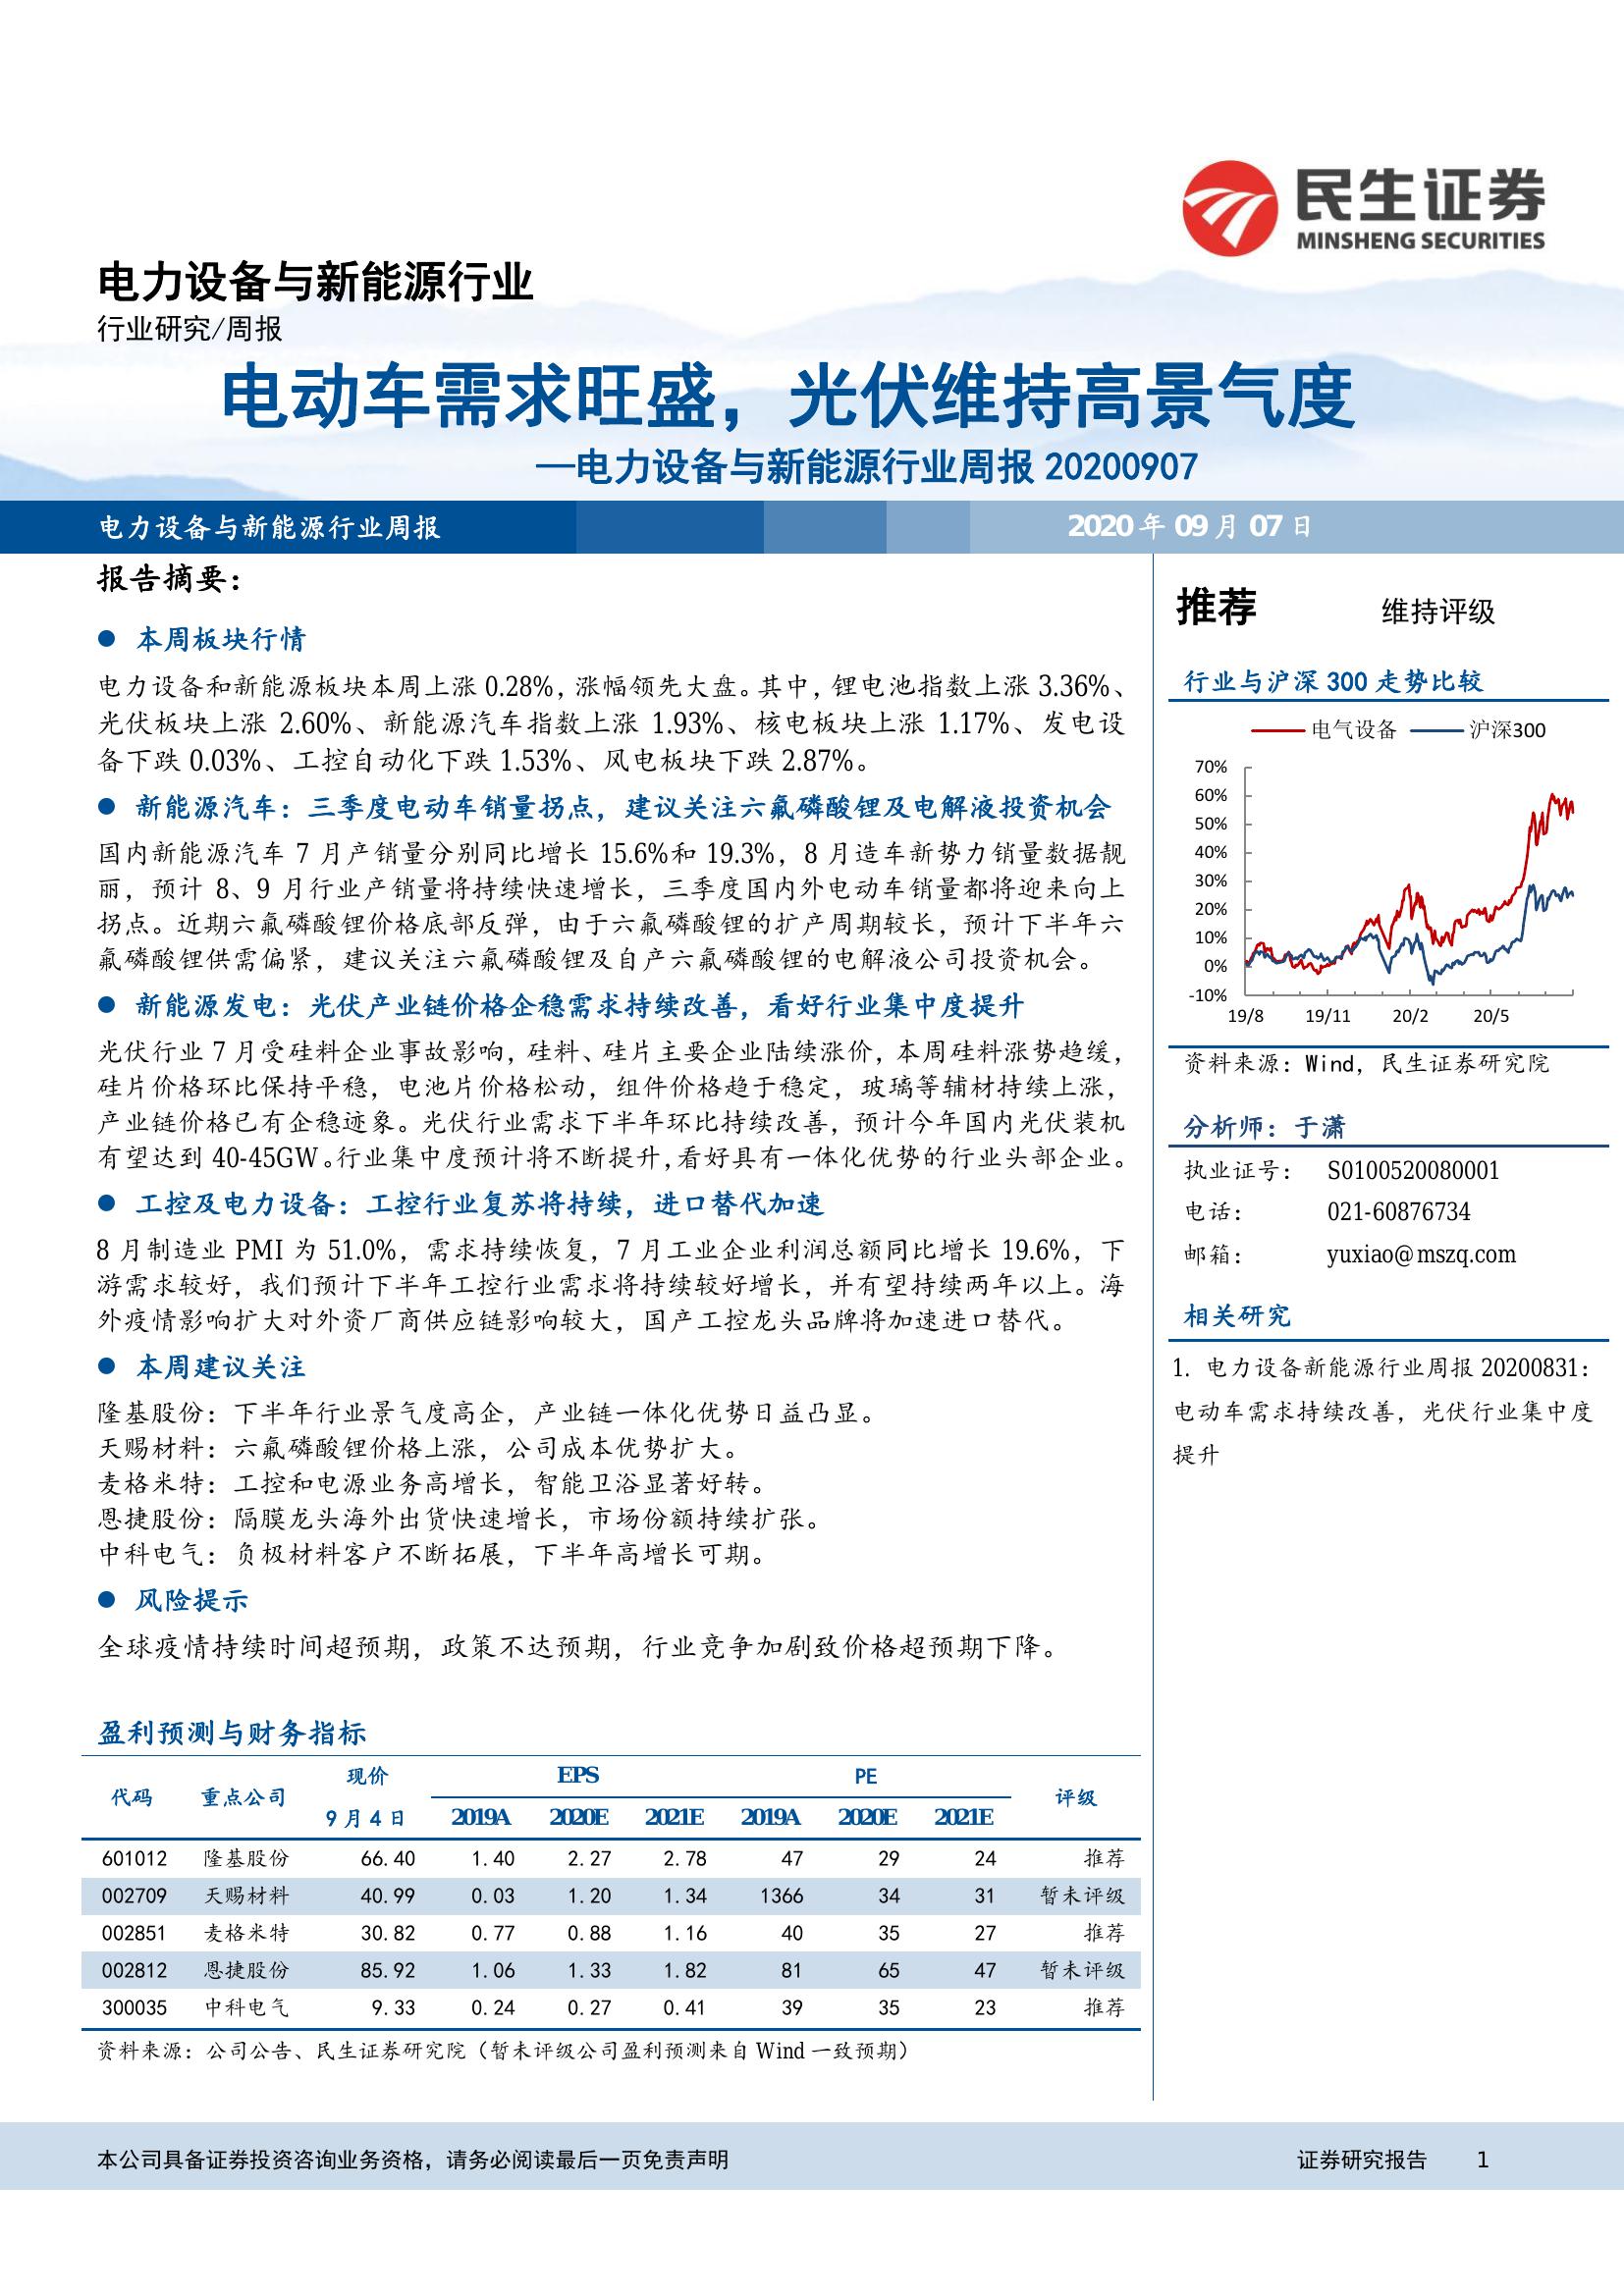 民生证券
MINSHENG SECURITIES
电力设备与新能源行业
行业研究/周报
电动车需求旺盛，光伏维持高景气度
—电力设备与新能源行业周报 20200907
电力设备与新能源行业周报
2020 年 09 月 07 日
报告摘要：
● 本周板块行情
电力设备和新能源板块本周上涨 0.28%，涨幅领先大盘。其中，锂电池指数上涨 3.36%、
光伏板块上涨 2.60%、新能源汽车指数上涨 1.93%、核电板块上涨 1.17%、发电设
备下跌 0.03%、工控自动化下跌 1.53%、风电板块下跌 2.87%。
● 新能源汽车：三季度电动车销量拐点，建议关注六氟磷酸锂及电解液投资机会
国内新能源汽车 7 月产销量分别同比增长 15.6%和 19.3%，8 月造车新势力销量数据靓
丽，预计 8、9 月行业产销量将持续快速增长，三季度国内外电动车销量都将迎来向上
拐点。近期六氟磷酸锂价格底部反弹，由于六氟磷酸锂的扩产周期较长，预计下半年六
氟磷酸锂供需偏紧，建议关注六氟磷酸锂及自产六氟磷酸锂的电解液公司投资机会。
● 新能源发电：光伏产业链价格企稳需求持续改善，看好行业集中度提升
光伏行业 7 月受硅料企业事故影响，硅料、硅片主要企业陆续涨价，本周硅料涨势趋缓，
硅片价格环比保持平稳，电池片价格松动，组件价格趋于稳定，玻璃等辅材持续上涨，
产业链价格已有企稳迹象。光伏行业需求下半年环比持续改善，预计今年国内光伏装机
有望达到 40-45GW。行业集中度预计将不断提升，看好具有一体化优势的行业头部企业。
● 工控及电力设备：工控行业复苏将持续，进口替代加速
8 月制造业 PMI 为 51.0%，需求持续恢复，7 月工业企业利润总额同比增长 19.6%，下
游需求较好，我们预计下半年工控行业需求将持续较好增长，并有望持续两年以上。海
外疫情影响扩大对外资厂商供应链影响较大，国产工控龙头品牌将加速进口替代。
● 本周建议关注
隆基股份：下半年行业景气度高企，产业链一体化优势日益凸显。
天赐材料：六氟磷酸锂价格上涨，公司成本优势扩大。
麦格米特：工控和电源业务高增长，智能卫浴显著好转。
恩捷股份：隔膜龙头海外出货快速增长，市场份额持续扩张。
中科电气：负极材料客户不断拓展，下半年高增长可期。
● 风险提示
全球疫情持续时间超预期，政策不达预期，行业竞争加剧致价格超预期下降。
盈利预测与财务指标
代码 重点公司 现价 EPS PE 评级
9 月 4 日 2019A 2020E 2021E 2019A 2020E 2021E
601012 隆基股份 66.40 1.40 2.27 2.78 47 29 24 推荐
002709 天赐材料 40.99 0.03 1.20 1.34 1366 34 31 暂未评级
002851 麦格米特 30.82 0.77 0.88 1.16 40 35 27 推荐
002812 恩捷股份 85.92 1.06 1.33 1.82 81 65 47 暂未评级
300035 中科电气 9.33 0.24 0.27 0.41 39 35 23 推荐
资料来源：公司公告、民生证券研究院（暂未评级公司盈利预测来自 Wind 一致预期）
推荐 维持评级
行业与沪深 300 走势比较
电气设备 沪深300
70%
60%
50%
40%
30%
20%
10%
0%
-10%
19/8 19/11 20/2 20/5
资料来源：Wind，民生证券研究院
分析师：于潇
执业证号： S0100520080001
电话： 021-60876734
邮箱： yuxiao@mszq.com
相关研究
1. 电力设备新能源行业周报 20200831：
电动车需求持续改善，光伏行业集中度
提升
本公司具备证券投资咨询业务资格，请务必阅读最后一页免责声明
证券研究报告 1